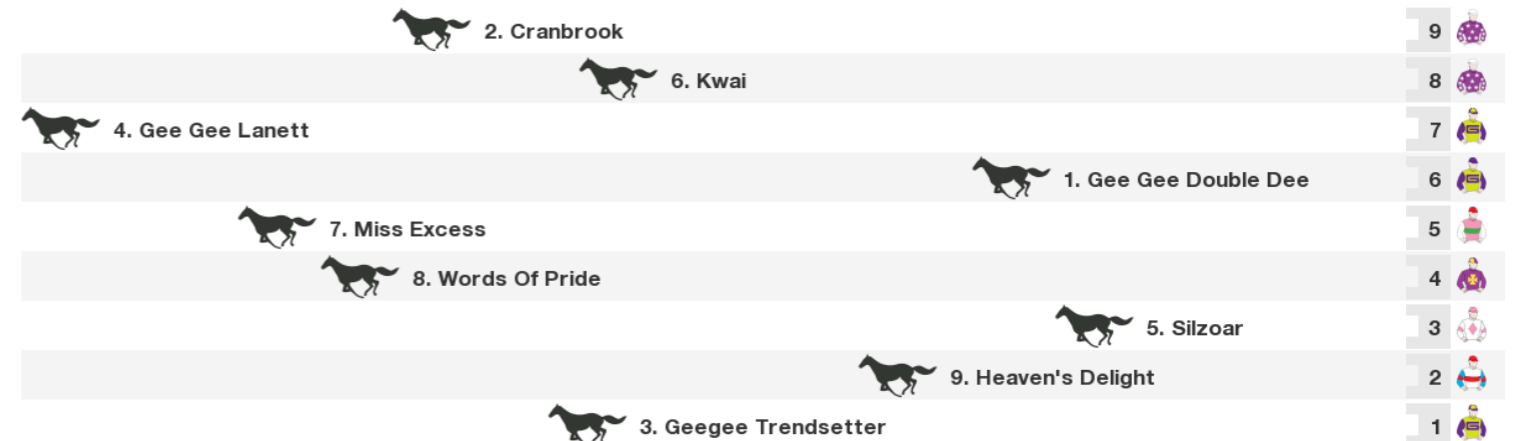 2. Cranbrook 9
6. Kwai 8
4. Gee Gee Lanett 7
1. Gee Gee Double Dee 6
7. Miss Excess 5
8. Words Of Pride 4
5. Silzoar 3
9. Heaven's Delight 2
3. Geegee Trendsetter 1